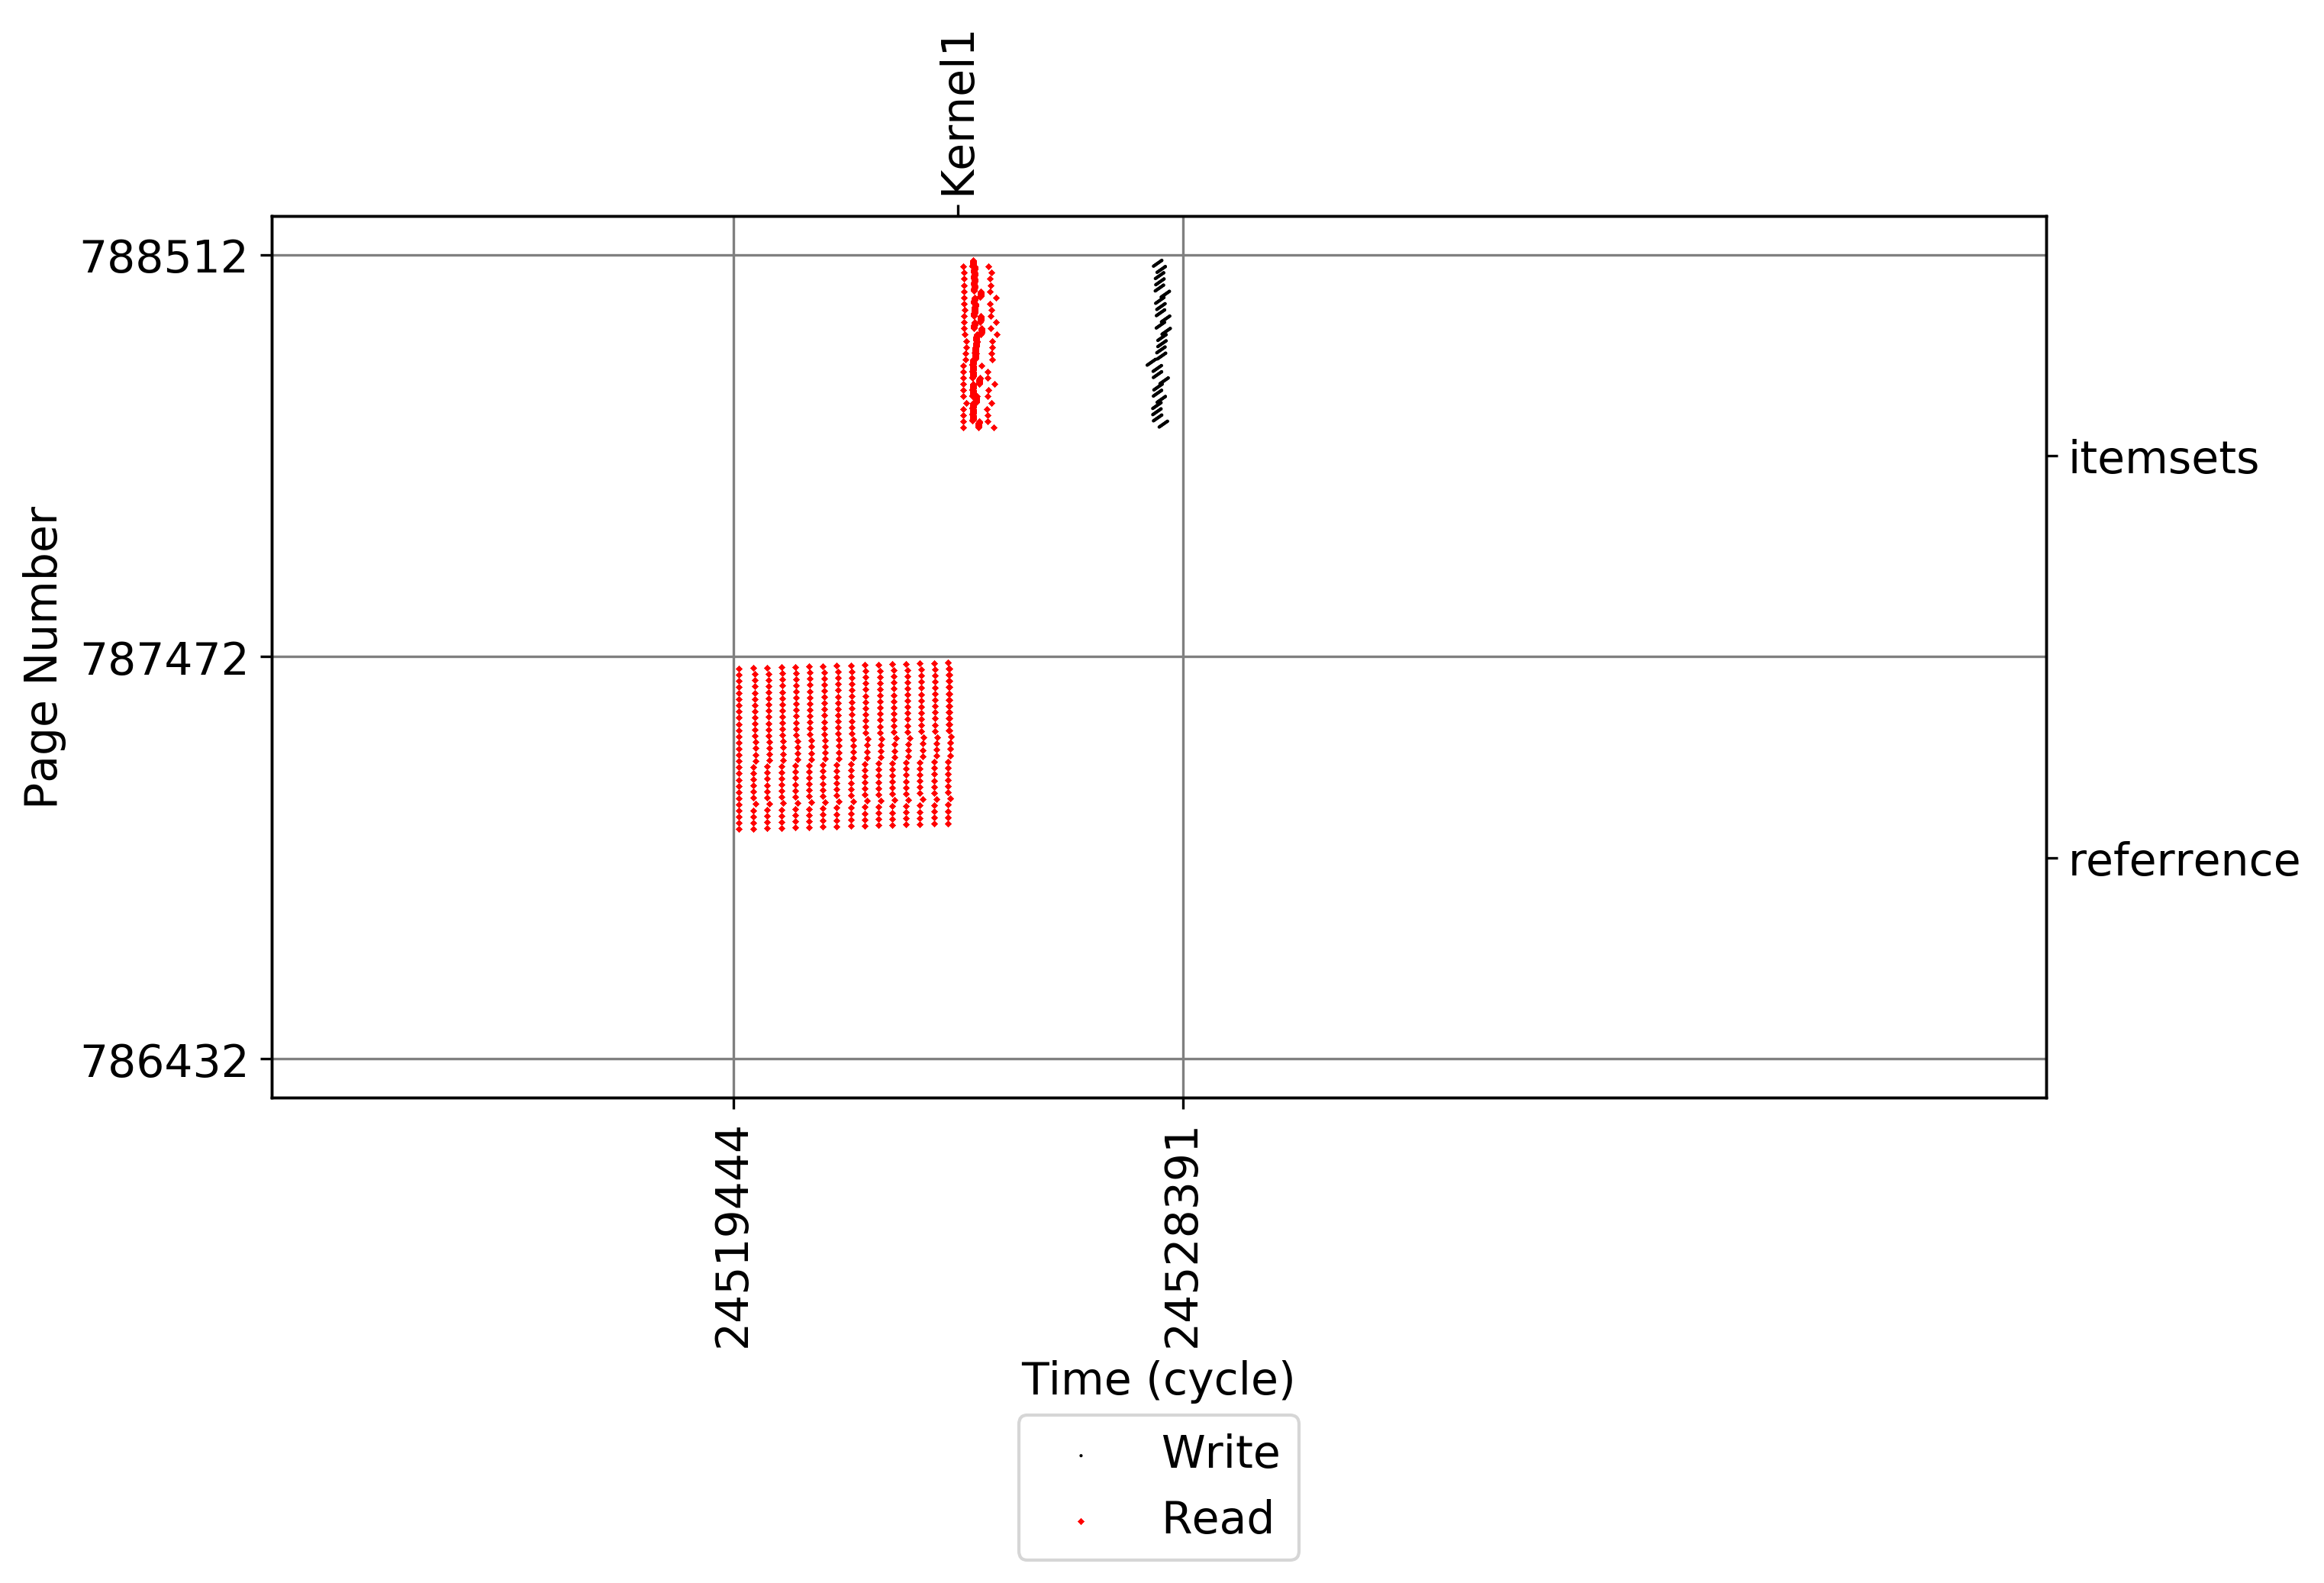 Kernel1
788512
787472
786432
Page Number
itemsets
referrence
24519444
24528391
Time (cycle)
Write
Read